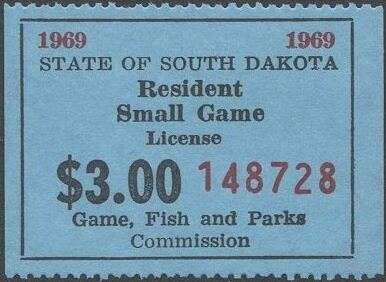 1969 1969
STATE OF SOUTH DAKOTA
Resident
Small Game
License
$3.00 148728
Game, Fish and Parks
Commission